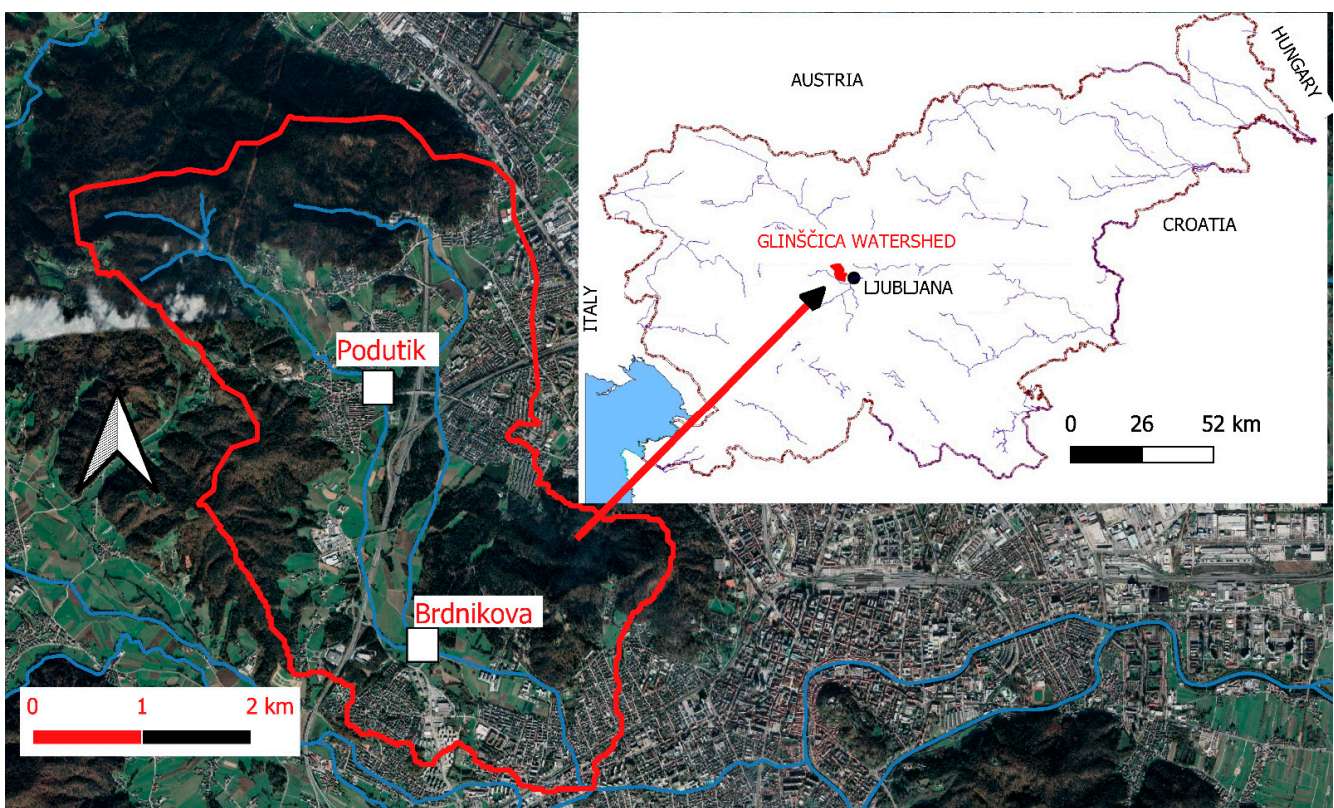 Podutik
Brdnikova
0 1 2 km
AUSTRIA
HUNGARY
GLINŠČICA WATERSHED
CROATIA
LJUBLJANA
ITALY
0 26 52 km